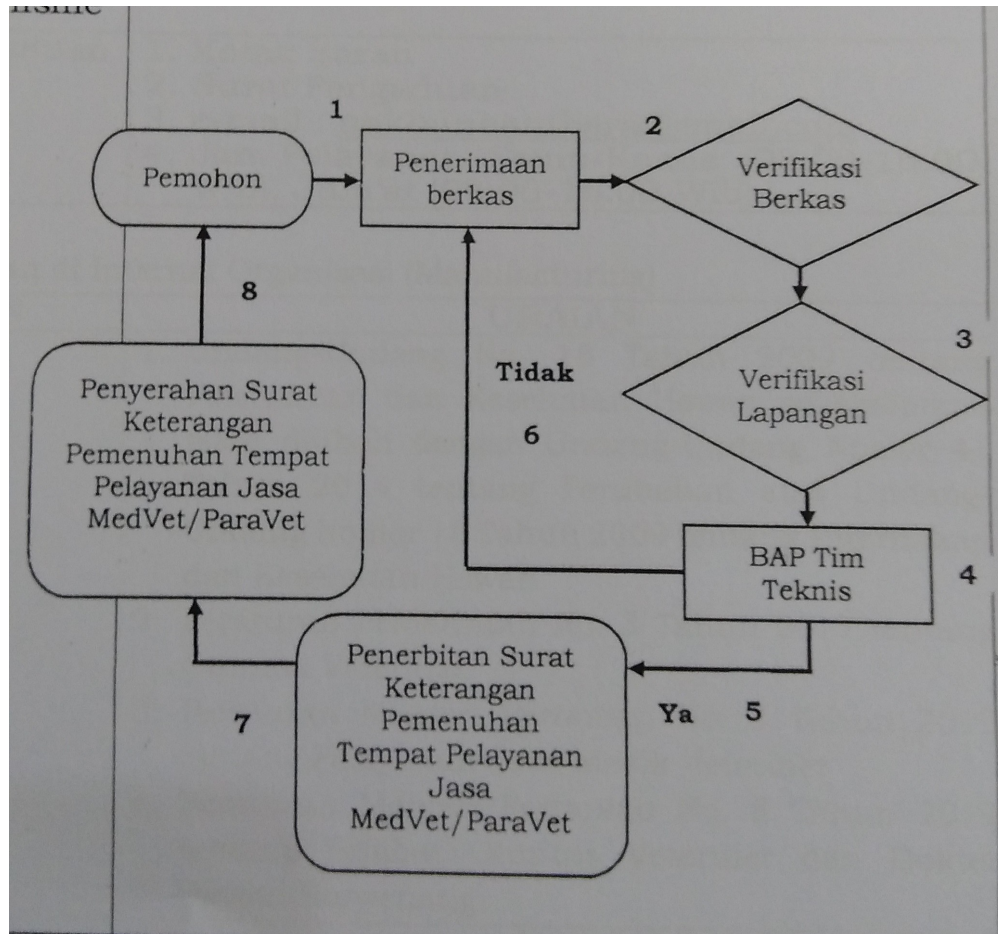 1
2
Pemohon
Penerimaan
berkas
Verifikasi
Berkas
8
3
Tidak
6
Verifikasi
Lapangan
Penyerahan Surat
Keterangan
Pemenuhan Tempat
Pelayanan Jasa
MedVet/ParaVet
BAP Tim
Teknis
4
Penerbitan Surat
Keterangan
Pemenuhan
Tempat Pelayanan
Jasa
MedVet/ParaVet
7
Ya 5